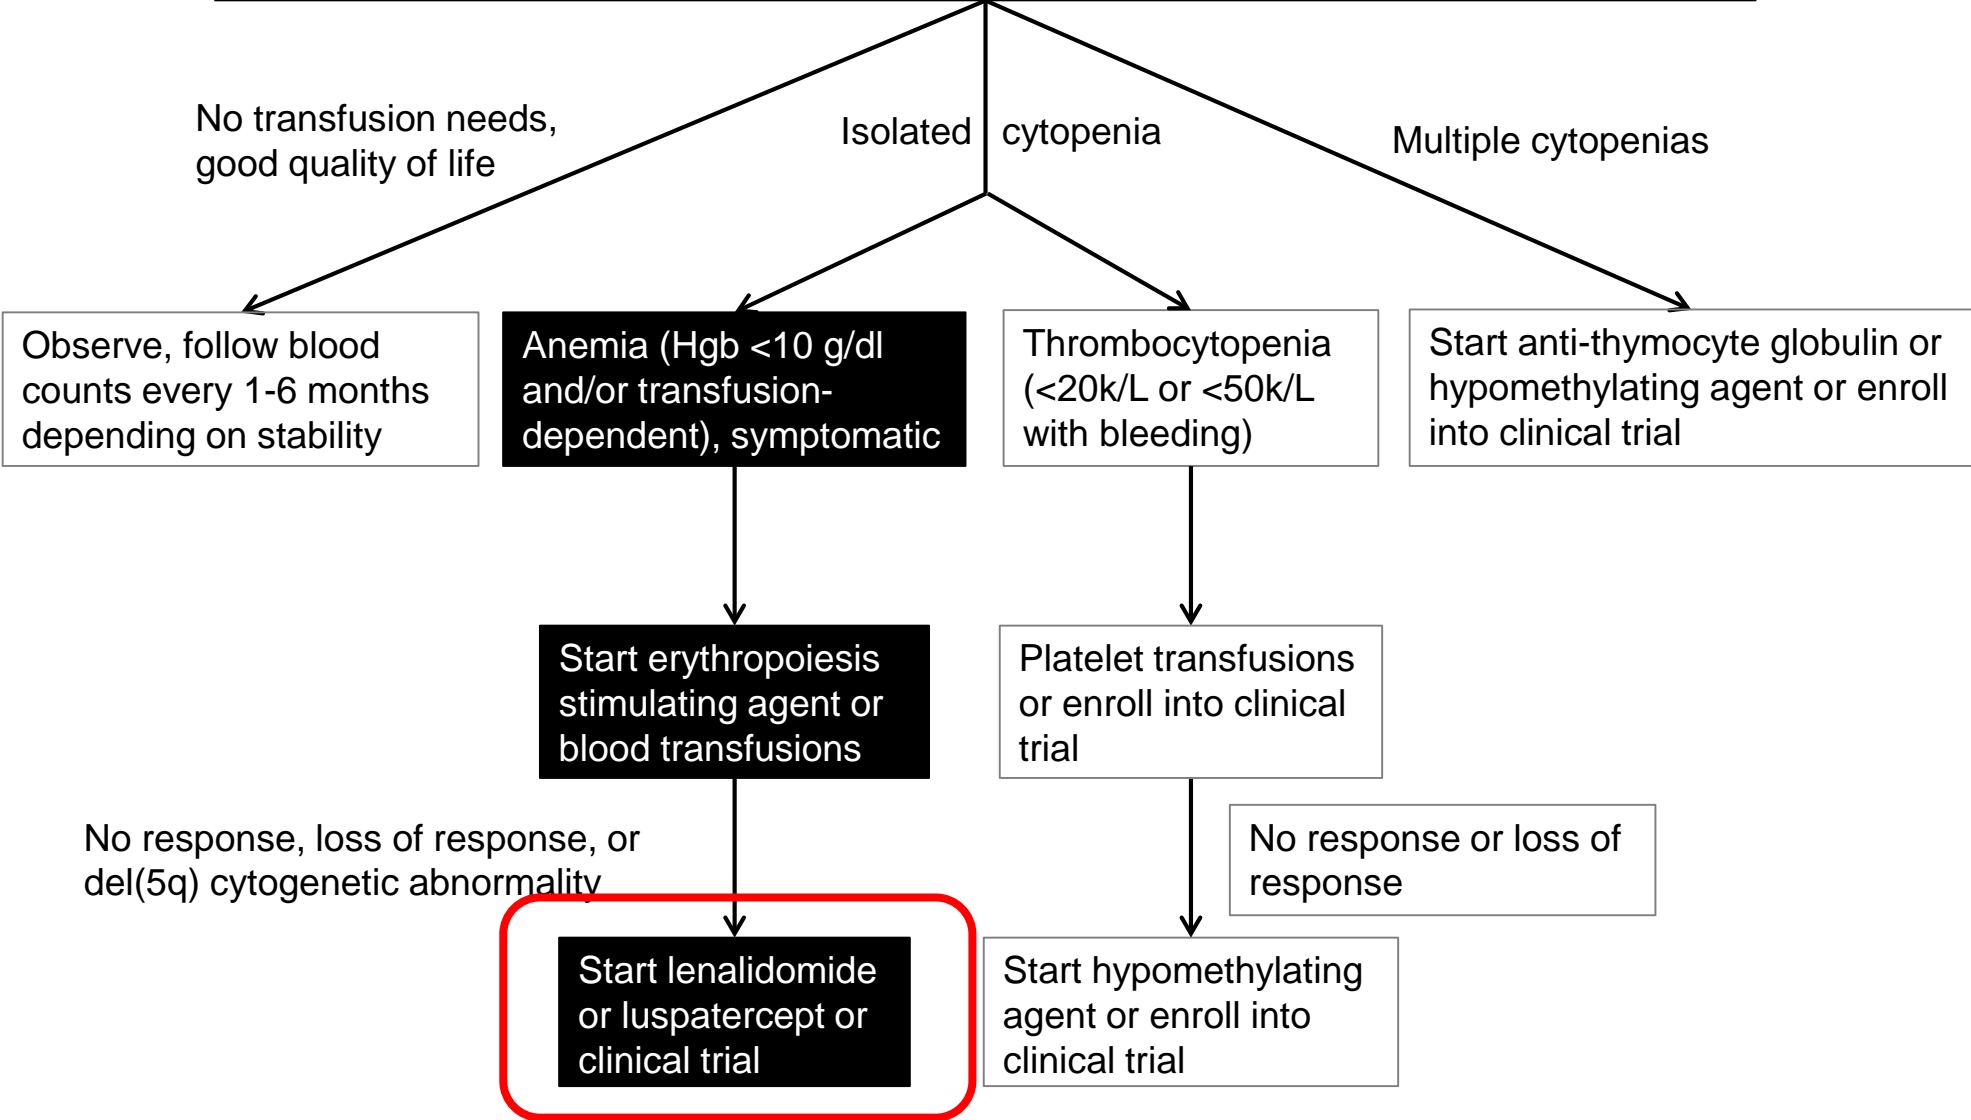 No transfusion needs,
good quality of life
Isolated cytopenia
Multiple cytopenias
Observe, follow blood
counts every 1-6 months
depending on stability
Anemia (Hgb <10 g/dl
and/or transfusion-
dependent), symptomatic
Thrombocytopenia
(<20k/L or <50k/L
with bleeding)
Start anti-thymocyte globulin or
hypomethylating agent or enroll
into clinical trial
Start erythropoiesis
stimulating agent or
blood transfusions
Platelet transfusions
or enroll into clinical
trial
No response, loss of response, or
del(5q) cytogenetic abnormality
No response or loss of
response
Start lenalidomide
or luspatercept or
clinical trial
Start hypomethylating
agent or enroll into
clinical trial